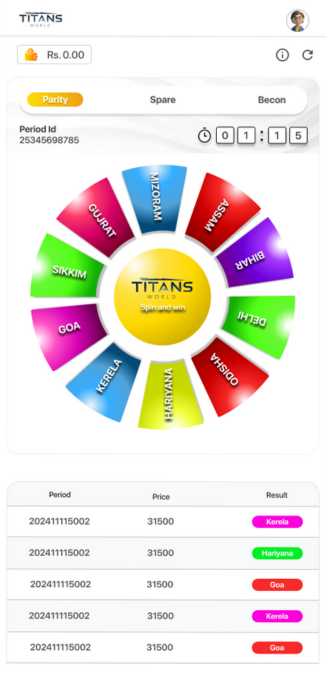 TITANS
WORLD
Rs. 0.00
Parity Spare Becon
Period Id
25345698785
0 1 : 1 5
MIZORAM
ASSAM
BIHAR
DELHI
ODISHA
HARIYANA
KERELA
GOA
SIKKIM
GUJRAT
TITANS
WORLD
Spin and win
Period Price Result
202411115002 31500 Kerela
202411115002 31500 Hariyana
202411115002 31500 Goa
202411115002 31500 Kerela
202411115002 31500 Goa